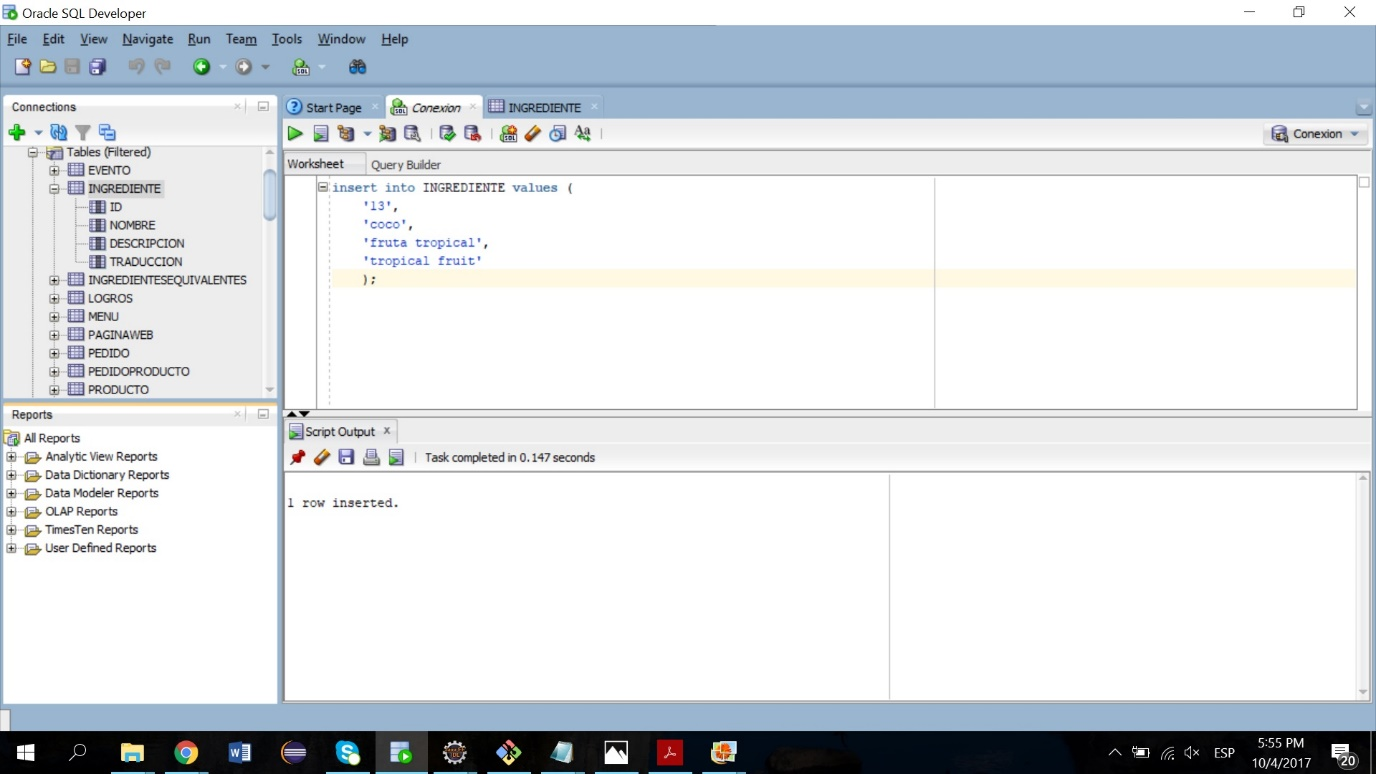 Oracle SQL Developer
File Edit View Navigate Run Team Tools Window Help
Connections
Tables (Filtered)
EVENTO
INGREDIENTE
ID
NOMBRE
DESCRIPCION
TRADUCCION
INGREDIENTESEQUIVALENTES
LOGROS
MENU
PAGINAWEB
PEDIDO
PEDIDOPRODUCTO
PRODUCTO
Reports
All Reports
Analytic View Reports
Data Dictionary Reports
Data Modeler Reports
OLAP Reports
TimesTen Reports
User Defined Reports
Start Page Conexion INGREDIENTE
Conexion
Worksheet Query Builder
insert into INGREDIENTE values (
'13',
'coco',
'fruta tropical',
'tropical fruit'
);
Script Output
Task completed in 0.147 seconds
1 row inserted.
ESP
5:55 PM
10/4/2017
20